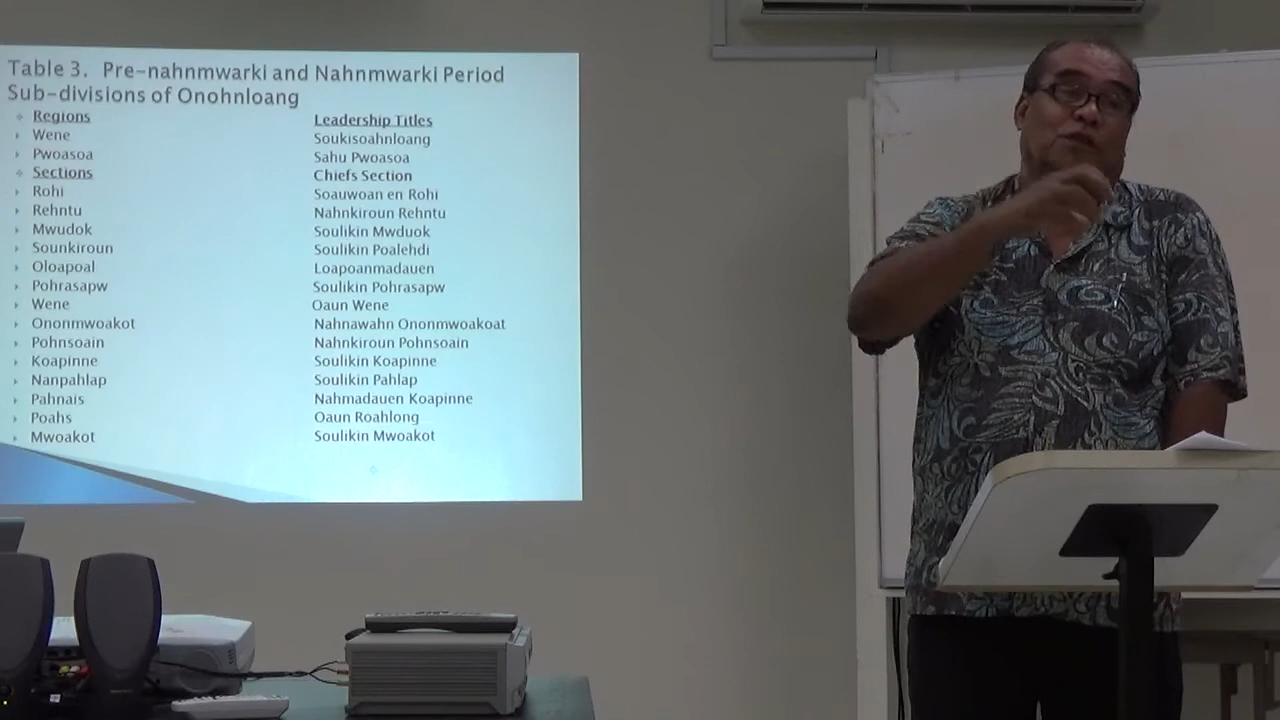 Table 3. Pre-nahnmwarki and Nahnmwarki Period
Sub-divisions of Onohnloang
Regions Leadership Titles
Wene Soukisoahnloang
Pwoasoa Sahu Pwoasoa
Sections Chiefs Section
Rohi Soauwoan en Rohi
Rehntu Nahnkiroun Rehntu
Mwudok Soulikin Mwduok
Sounkiroun Soulikin Poalehdi
Oloapoal Loapoanmadauen
Pohrasapw Soulikin Pohrasapw
Wene Oaun Wene
Ononmwoakot Nahnawahn Ononmwoakoat
Pohnsoain Nahnkiroun Pohnsoain
Koapinne Soulikin Koapinne
Nanpahlap Soulikin Pahlap
Pahnais Nahmadauen Koapinne
Poahs Oaun Roahlong
Mwoakot Soulikin Mwoakot